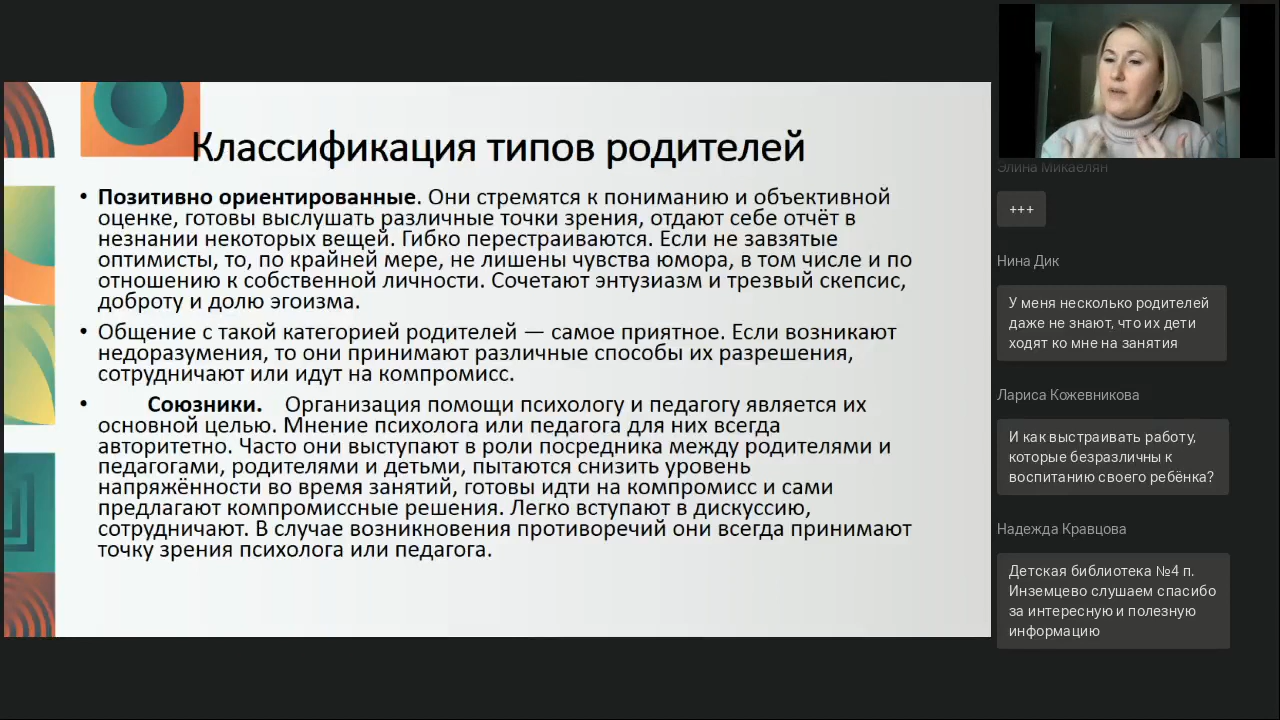 Классификация типов родителей
• Позитивно ориентированные. Они стремятся к пониманию и объективной
оценке, готовы выслушать различные точки зрения, отдают себе отчёт в
незнании некоторых вещей. Гибко перестраиваются. Если не завзятые
оптимисты, то, по крайней мере, не лишены чувства юмора, в том числе и по
отношению к собственной личности. Сочетают энтузиазм и трезвый скепсис,
доброту и долю эгоизма.
• Общение с такой категорией родителей — самое приятное. Если возникают
недоразумения, то они принимают различные способы их разрешения,
сотрудничают или идут на компромисс.
• Союзники. Организация помощи психологу и педагогу является их
основной целью. Мнение психолога или педагога для них всегда
авторитетно. Часто они выступают в роли посредника между родителями и
педагогами, родителями и детьми, пытаются снизить уровень
напряжённости во время занятий, готовы идти на компромисс и сами
предлагают компромиссные решения. Легко вступают в дискуссию,
сотрудничают. В случае возникновения противоречий они всегда принимают
точку зрения психолога или педагога.
Элина Микаелян
+++
Нина Дик
У меня несколько родителей
даже не знают, что их дети
ходят ко мне на занятия
Лариса Кожевникова
И как выстраивать работу,
которые безразличны к
воспитанию своего ребёнка?
Надежда Кравцова
Детская библиотека №4 п.
Инземцево слушаем спасибо
за интересную и полезную
информацию